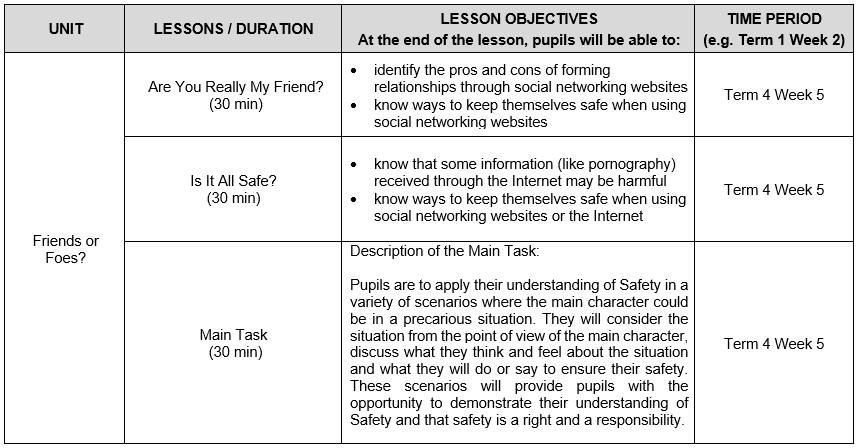 UNIT
LESSONS / DURATION
LESSON OBJECTIVES
At the end of the lesson, pupils will be able to:
TIME PERIOD
(e.g. Term 1 Week 2)
Friends or
Foes?
Are You Really My Friend?
(30 min)
• identify the pros and cons of forming
relationships through social networking websites
• know ways to keep themselves safe when using
social networking websites
Term 4 Week 5
Is It All Safe?
(30 min)
• know that some information (like pornography)
received through the Internet may be harmful
• know ways to keep themselves safe when using
social networking websites or the Internet
Term 4 Week 5
Main Task
(30 min)
Description of the Main Task:
Pupils are to apply their understanding of Safety in a
variety of scenarios where the main character could
be in a precarious situation. They will consider the
situation from the point of view of the main character,
discuss what they think and feel about the situation
and what they will do or say to ensure their safety.
These scenarios will provide pupils with the
opportunity to demonstrate their understanding of
Safety and that safety is a right and a responsibility.
Term 4 Week 5